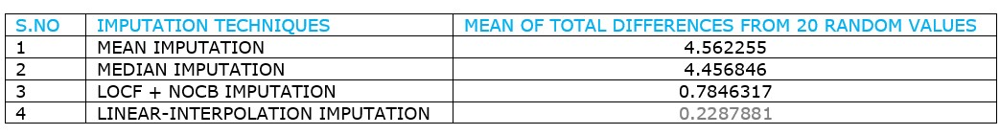 S.NO IMPUTATION TECHNIQUES MEAN OF TOTAL DIFFERENCES FROM 20 RANDOM VALUES
1 MEAN IMPUTATION 4.562255
2 MEDIAN IMPUTATION 4.456846
3 LOCF + NOCB IMPUTATION 0.7846317
4 LINEAR-INTERPOLATION IMPUTATION 0.2287881